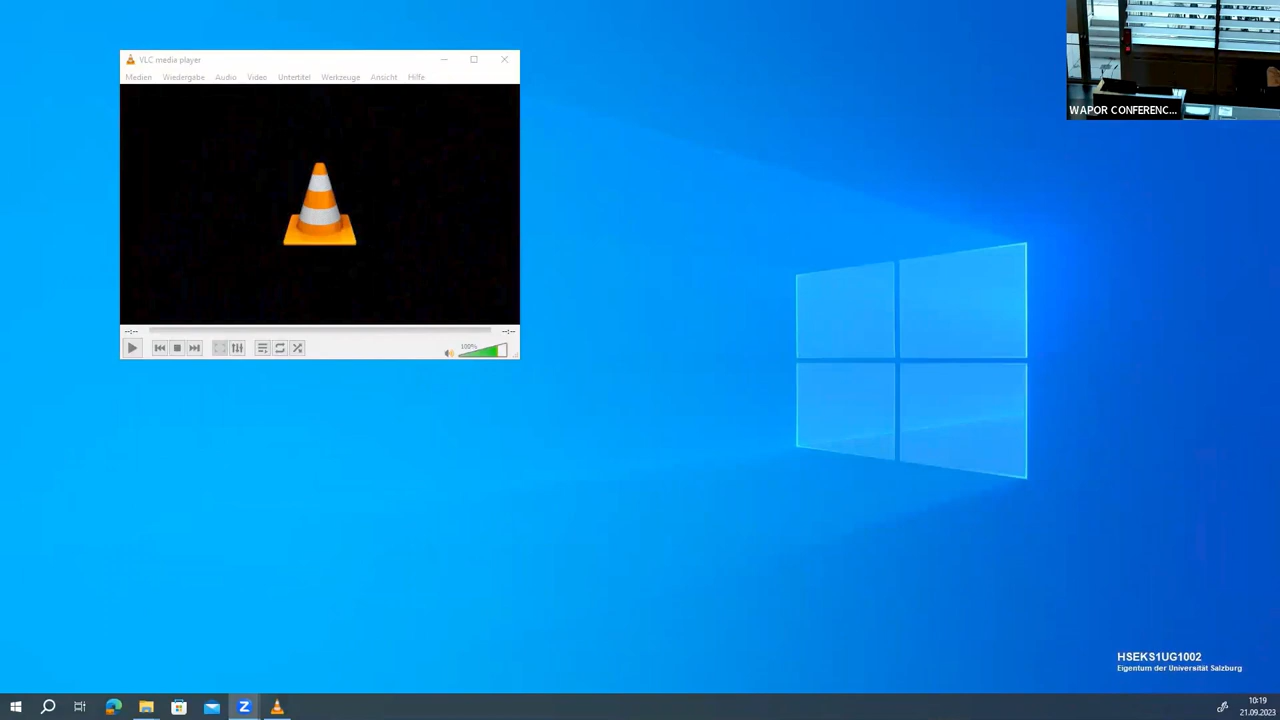 VLC media player
Medien Wiedergabe Audio Video Untertitel Werkzeuge Ansicht Hilfe
--:-- --:--
100%
WAPOR CONFERENC...
HSEKS1UG1002
Eigentum der Universität Salzburg
Z
10:19
21.09.2023